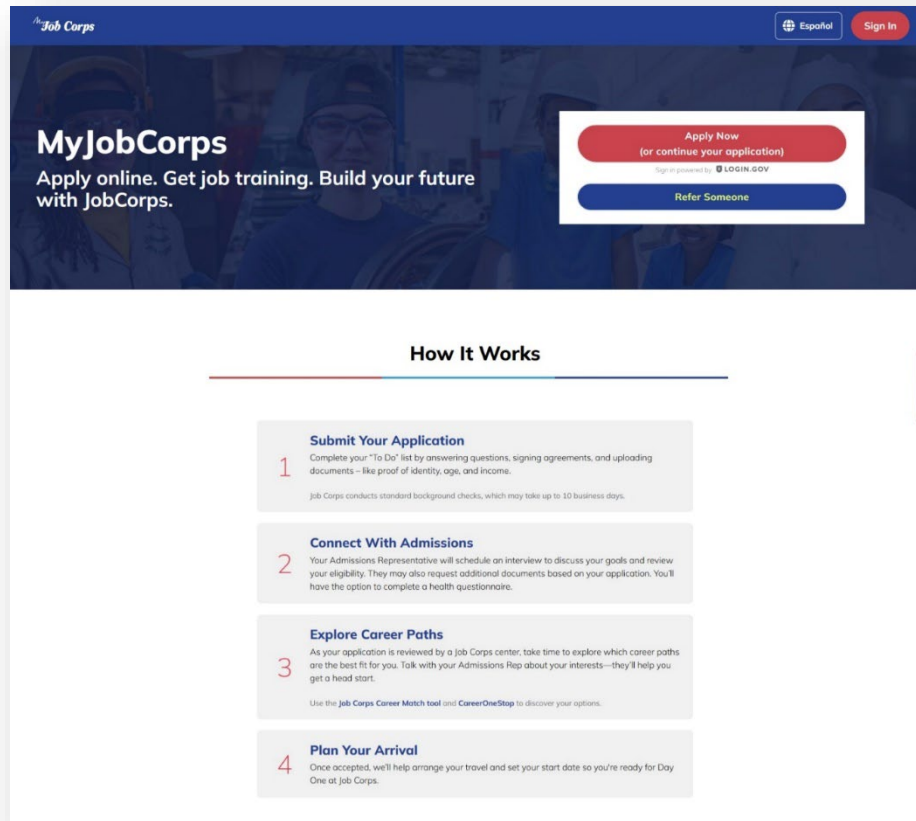 My Job Corps
Español
Sign In
MyJobCorps
Apply online. Get job training. Build your future
with JobCorps.
Apply Now
(or continue your application)
Sign in powered by LOGIN.GOV
Refer Someone
How It Works
1
Submit Your Application
Complete your "To Do" list by answering questions, signing agreements, and uploading
documents – like proof of identity, age, and income.
Job Corps conducts standard background checks, which may take up to 10 business days.
2
Connect With Admissions
Your Admissions Representative will schedule an interview to discuss your goals and review
your eligibility. They may also request additional documents based on your application. You'll
have the option to complete a health questionnaire.
3
Explore Career Paths
As your application is reviewed by a Job Corps center, take time to explore which career paths
are the best fit for you. Talk with your Admissions Rep about your interests—they'll help you
get a head start.
Use the Job Corps Career Match tool and CareerOneStop to discover your options.
4
Plan Your Arrival
Once accepted, we'll help arrange your travel and set your start date so you're ready for Day
One at Job Corps.